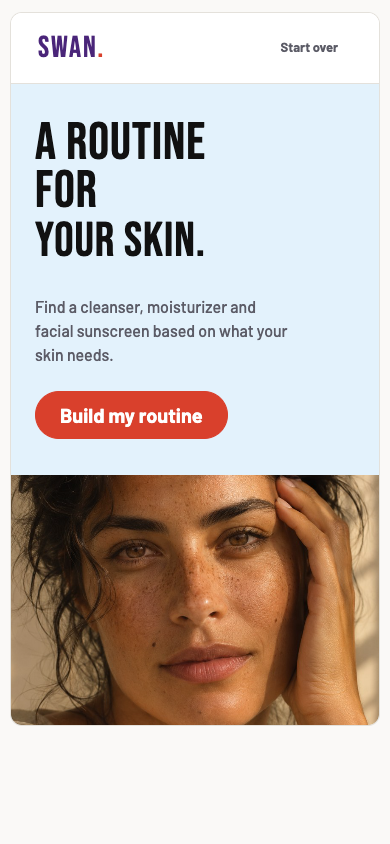 SWAN.
Start over
A ROUTINE
FOR
YOUR SKIN.
Find a cleanser, moisturizer and
facial sunscreen based on what your
skin needs.
Build my routine